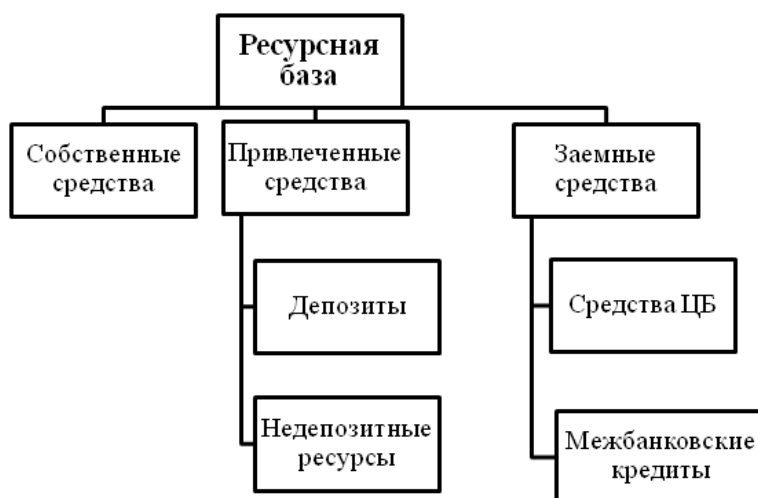 Ресурсная
база
Собственные
средства
Привлеченные
средства
Заемные
средства
Депозиты
Средства ЦБ
Недепозитные
ресурсы
Межбанковские
кредиты